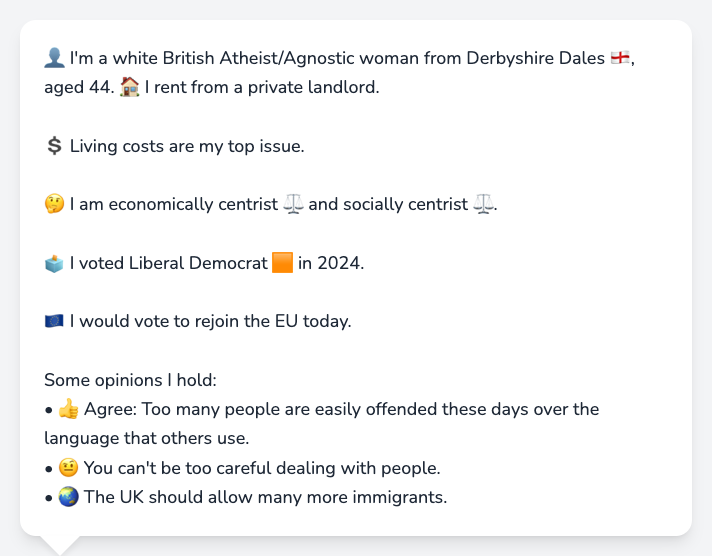 👤 I'm a white British Atheist/Agnostic woman from Derbyshire Dales 🏴󠁧󠁢󠁥󠁮󠁧󠁿,
aged 44. 🏠 I rent from a private landlord.
💲 Living costs are my top issue.
🤔 I am economically centrist ⚖️ and socially centrist ⚖️.
🗳️ I voted Liberal Democrat 🟧 in 2024.
🇪🇺 I would vote to rejoin the EU today.
Some opinions I hold:
• 👍 Agree: Too many people are easily offended these days over the
language that others use.
• 🤨 You can't be too careful dealing with people.
• 🌏 The UK should allow many more immigrants.